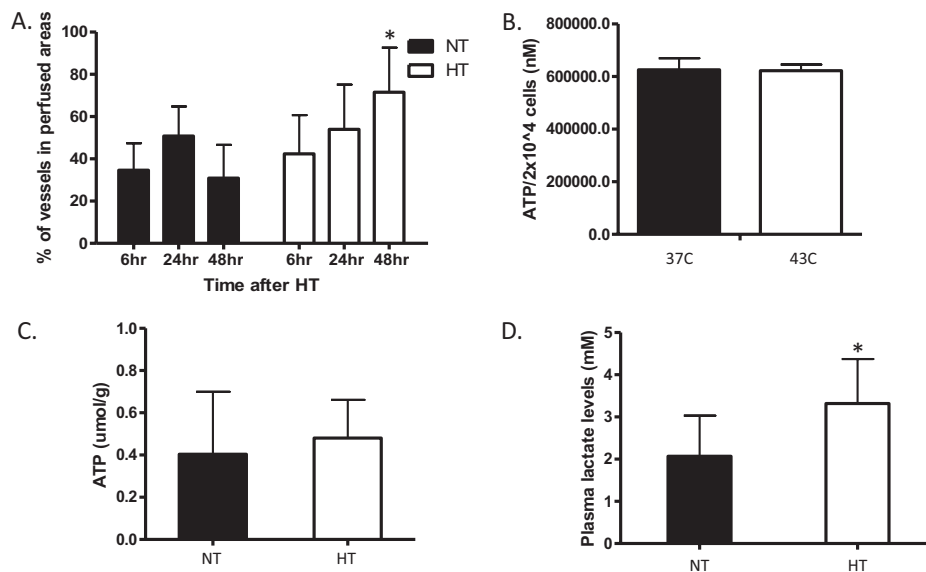 A.
% of vessels in perfused areas
100
80
60
40
20
0
6hr 24hr 48hr 6hr 24hr 48hr
*
Time after HT
NT
HT
B.
ATP/2x10^4 cells (nM)
800000.0
600000.0
400000.0
200000.0
0.0
37C 43C
C.
ATP (umol/g)
1.0
0.8
0.6
0.4
0.2
0.0
NT HT
D.
Plasma lactate levels (mM)
5
4
3
2
1
0
*
NT HT